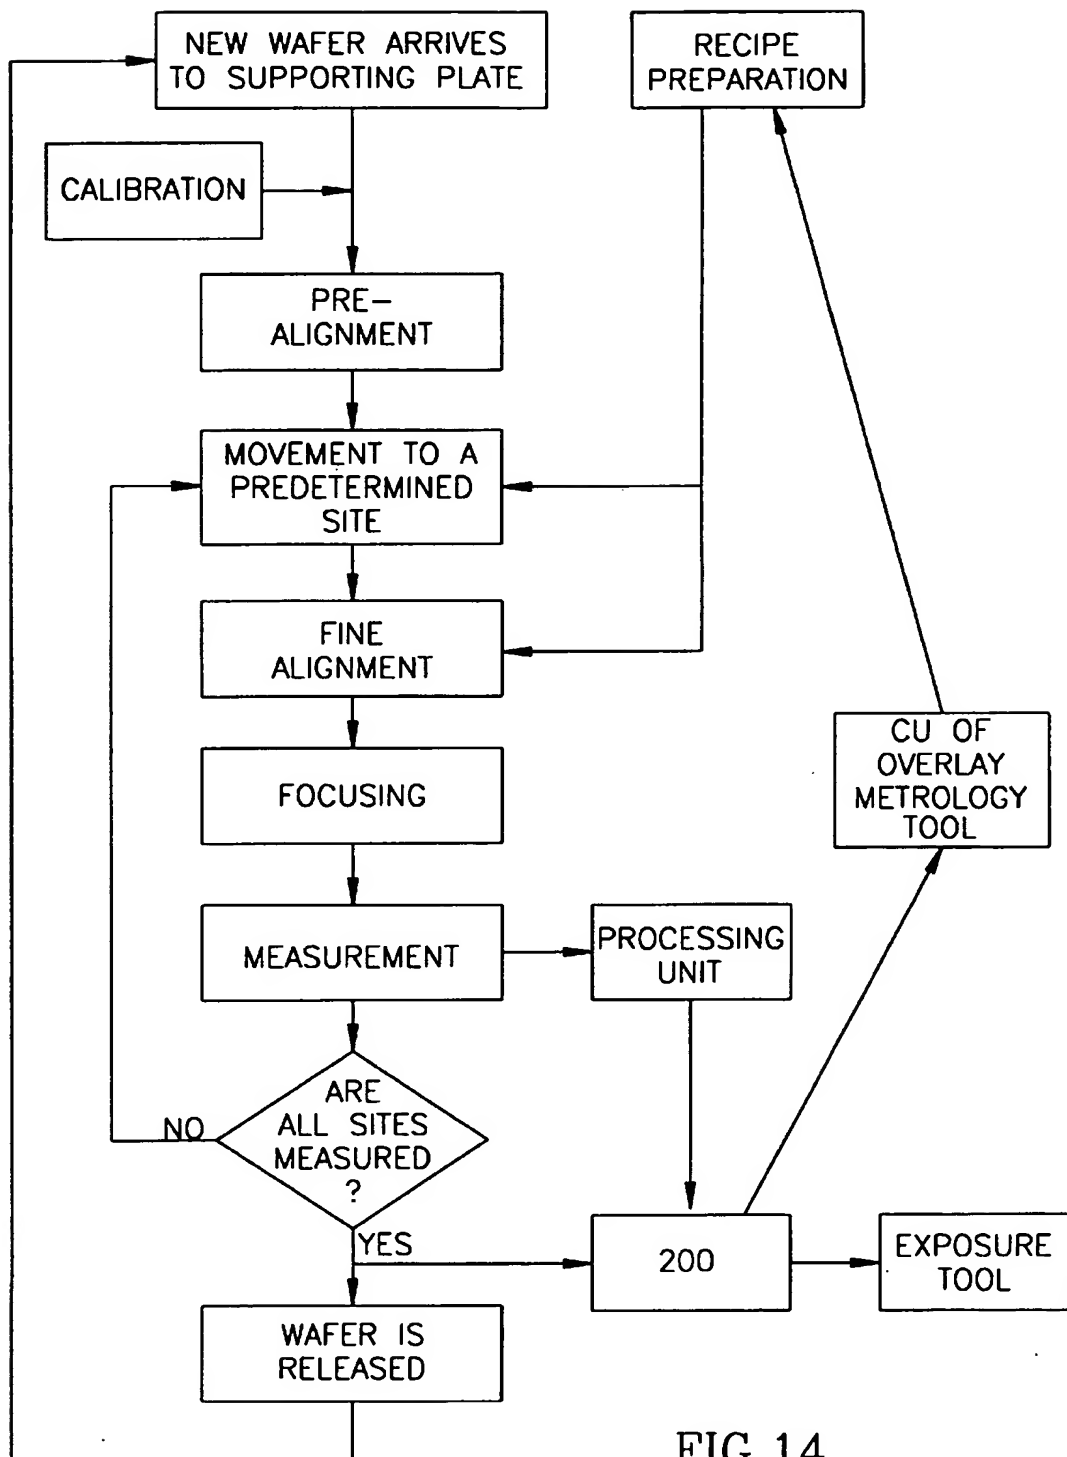 NEW WAFER ARRIVES
TO SUPPORTING PLATE
RECIPE
PREPARATION
CALIBRATION
PRE-
ALIGNMENT
MOVEMENT TO A
PREDETERMINED
SITE
FINE
ALIGNMENT
FOCUSING
CU OF
OVERLAY
METROLOGY
TOOL
MEASUREMENT
PROCESSING
UNIT
ARE
ALL SITES
MEASURED
?
NO
YES
200
EXPOSURE
TOOL
WAFER IS
RELEASED
FIG. 14